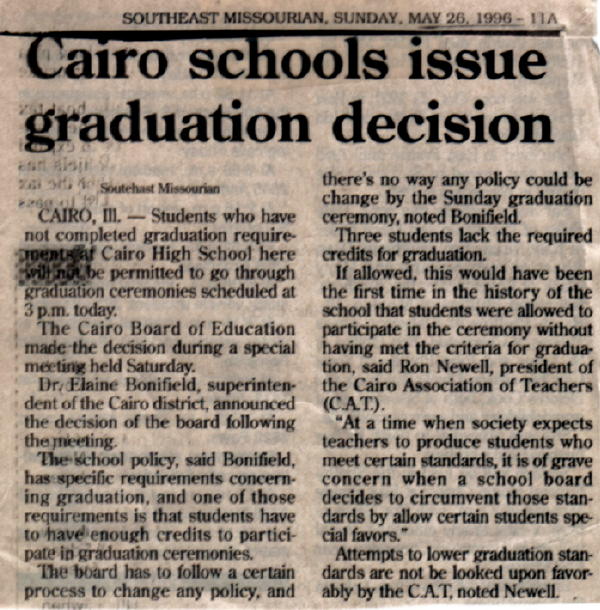 SOUTHEAST MISSOURIAN, SUNDAY, MAY 26, 1996 - 11A
Cairo schools issue
graduation decision
Soutehast Missourian
CAIRO, Ill. — Students who have
not completed graduation require-
ments at Cairo High School here
will not be permitted to go through
graduation ceremonies scheduled at
3 p.m. today.
The Cairo Board of Education
made the decision during a special
meeting held Saturday.
Dr. Elaine Bonifield, superinten-
dent of the Cairo district, announced
the decision of the board following
the meeting.
The school policy, said Bonifield,
has specific requirements concern-
ing graduation, and one of those
requirements is that students have
to have enough credits to partici-
pate in graduation ceremonies.
The board has to follow a certain
process to change any policy, and
there's no way any policy could be
change by the Sunday graduation
ceremony, noted Bonifield.
Three students lack the required
credits for graduation.
If allowed, this would have been
the first time in the history of the
school that students were allowed to
participate in the ceremony without
having met the criteria for gradua-
tion, said Ron Newell, president of
the Cairo Association of Teachers
(C.A.T.).
"At a time when society expects
teachers to produce students who
meet certain standards, it is of grave
concern when a school board
decides to circumvent those stan-
dards by allow certain students spe-
cial favors."
Attempts to lower graduation stan-
dards are not be looked upon favor-
ably by the C.A.T, noted Newell.